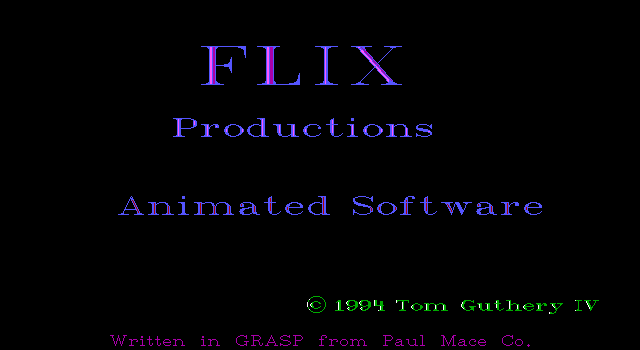 FLIX
Productions
Animated Software
© 1994 Tom Guthery IV
Written in GRASP from Paul Mace Co.